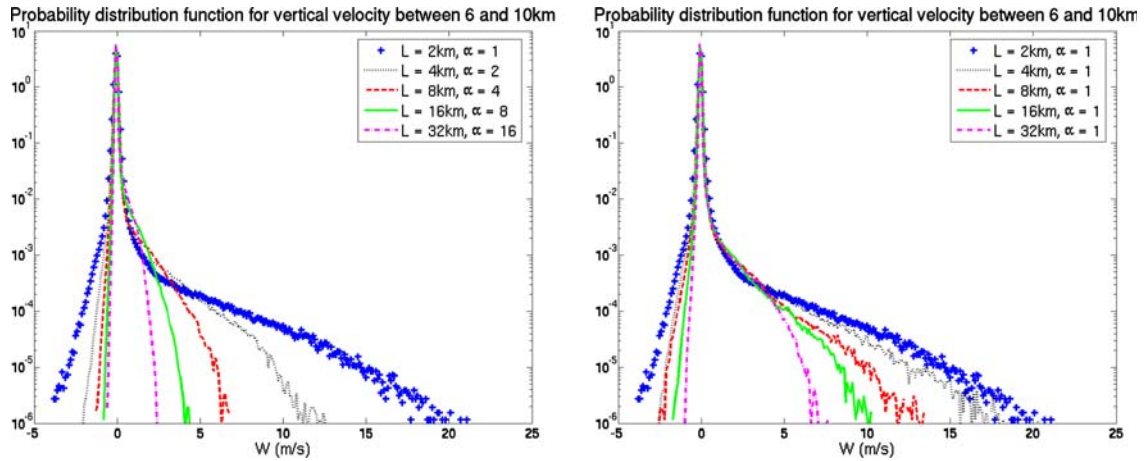 Probability distribution function for vertical velocity between 6 and 10km
10^1
10^0
10^-1
10^-2
10^-3
10^-4
10^-5
10^-6
-5
0
5
10
15
20
25
W (m/s)
L = 2km, α = 1
L = 4km, α = 2
L = 8km, α = 4
L = 16km, α = 8
L = 32km, α = 16
Probability distribution function for vertical velocity between 6 and 10km
10^1
10^0
10^-1
10^-2
10^-3
10^-4
10^-5
10^-6
-5
0
5
10
15
20
25
W (m/s)
L = 2km, α = 1
L = 4km, α = 1
L = 8km, α = 1
L = 16km, α = 1
L = 32km, α = 1